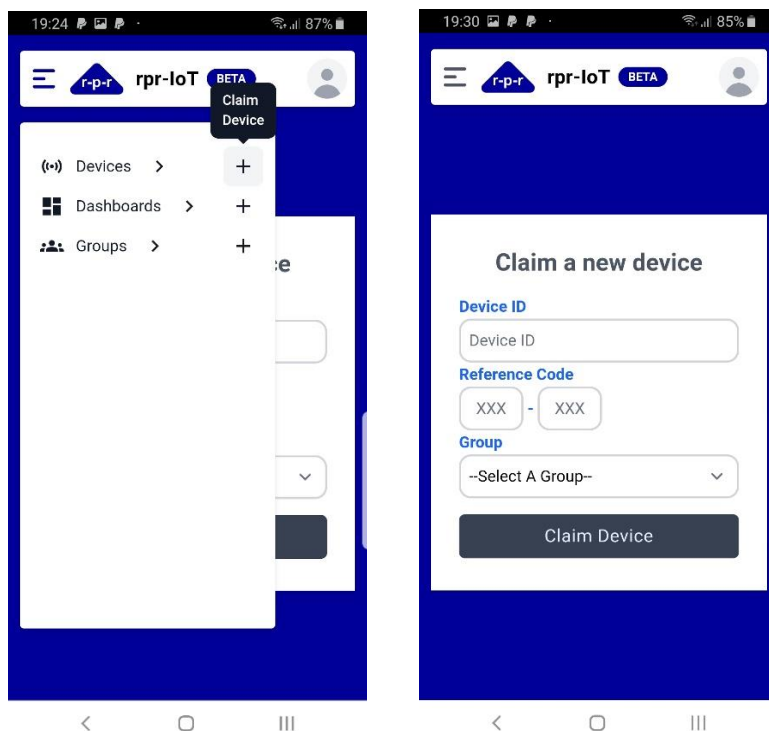 19:24 87%
r-p-r rpr-IoT BETA
Claim
Device
Devices
Dashboards
Groups
e
19:30 85%
r-p-r rpr-IoT BETA
Claim a new device
Device ID
Device ID
Reference Code
XXX - XXX
Group
--Select A Group--
Claim Device